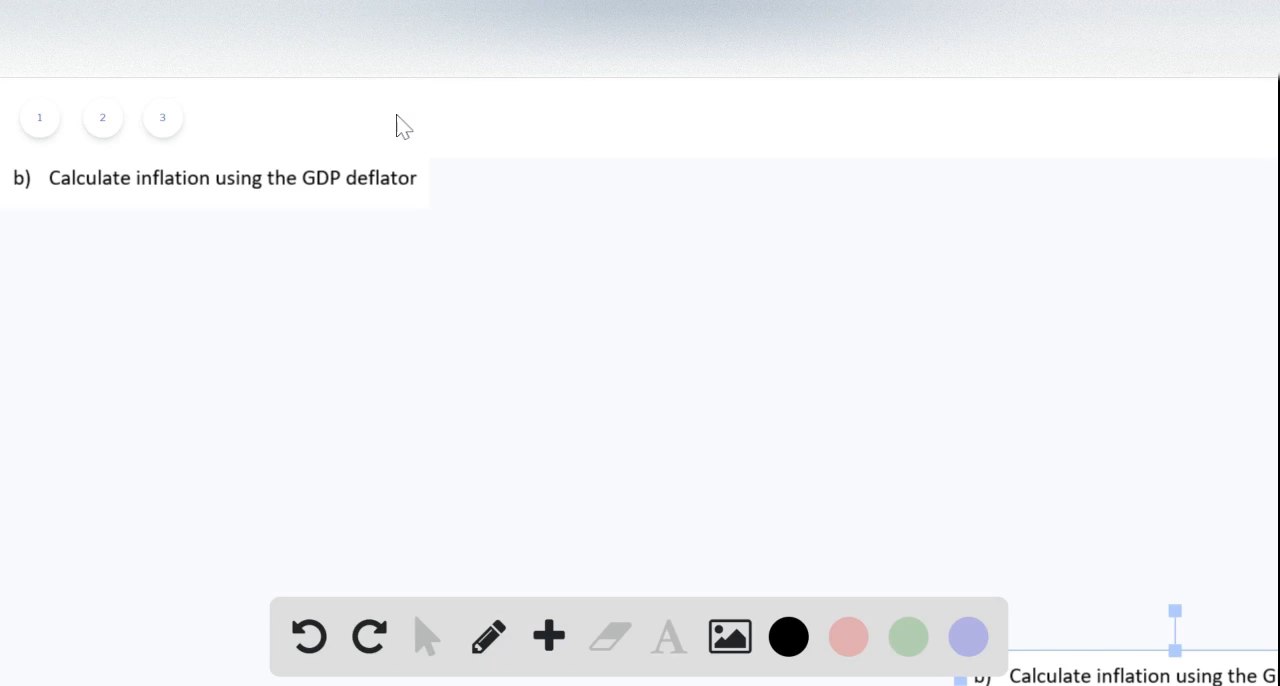 1 2 3
b) Calculate inflation using the GDP deflator
A
b) Calculate inflation using the G